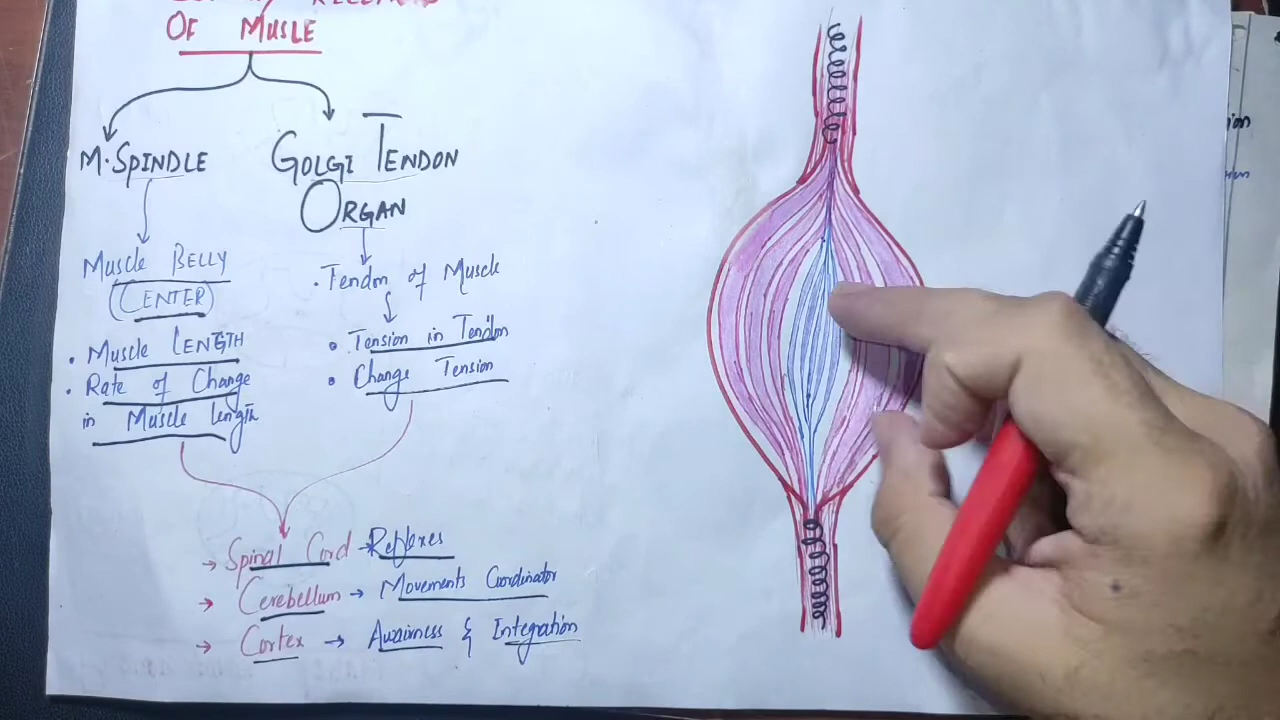 OF MUSLE
M.SPINDLE
GOLGI TENDON
ORGAN
Muscle BELLY
CENTER
• Muscle LENGTH
• Rate of Change
in Muscle length
• Tendon of Muscle
• Tension in Tendon
• Change Tension
→ Spinal Cord → Reflexes
→ Cerebellum → Movements Coordinator
→ Cortex → Awairness & Integration